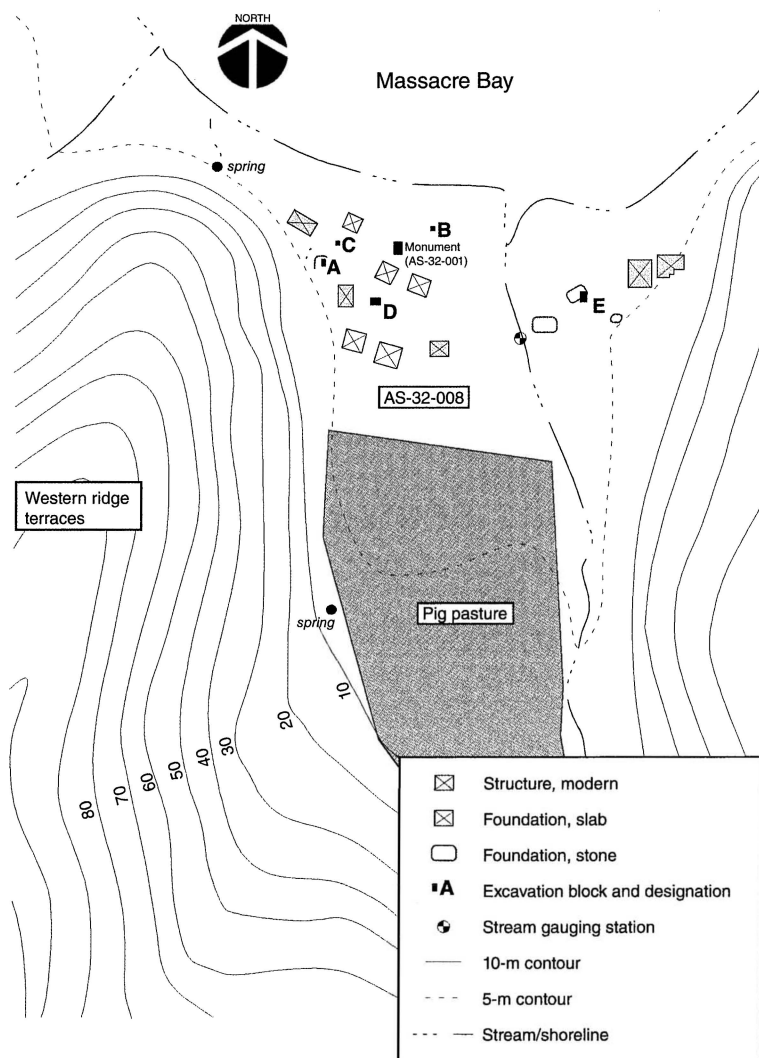 NORTH
Massacre Bay
spring
B
C
Monument
(AS-32-001)
A
D
E
AS-32-008
Western ridge
terraces
Pig pasture
spring
10
20
30
40
50
60
70
80
Structure, modern
Foundation, slab
Foundation, stone
A Excavation block and designation
Stream gauging station
10-m contour
5-m contour
Stream/shoreline